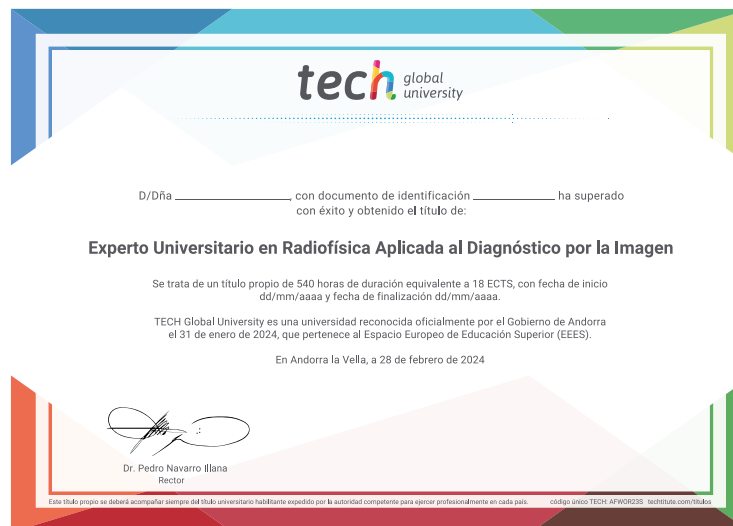 tech global
university
D/Dña ____________________, con documento de identificación ______________ ha superado
con éxito y obtenido el título de:
Experto Universitario en Radiofísica Aplicada al Diagnóstico por la Imagen
Se trata de un título propio de 540 horas de duración equivalente a 18 ECTS, con fecha de inicio
dd/mm/aaaa y fecha de finalización dd/mm/aaaa.
TECH Global University es una universidad reconocida oficialmente por el Gobierno de Andorra
el 31 de enero de 2024, que pertenece al Espacio Europeo de Educación Superior (EEES).
En Andorra la Vella, a 28 de febrero de 2024
Dr. Pedro Navarro Illana
Rector
Este título propio se deberá acompañar siempre del título universitario habilitante expedido por la autoridad competente para ejercer profesionalmente en cada país. código único TECH: AFWOR23S techtitute.com/titulos